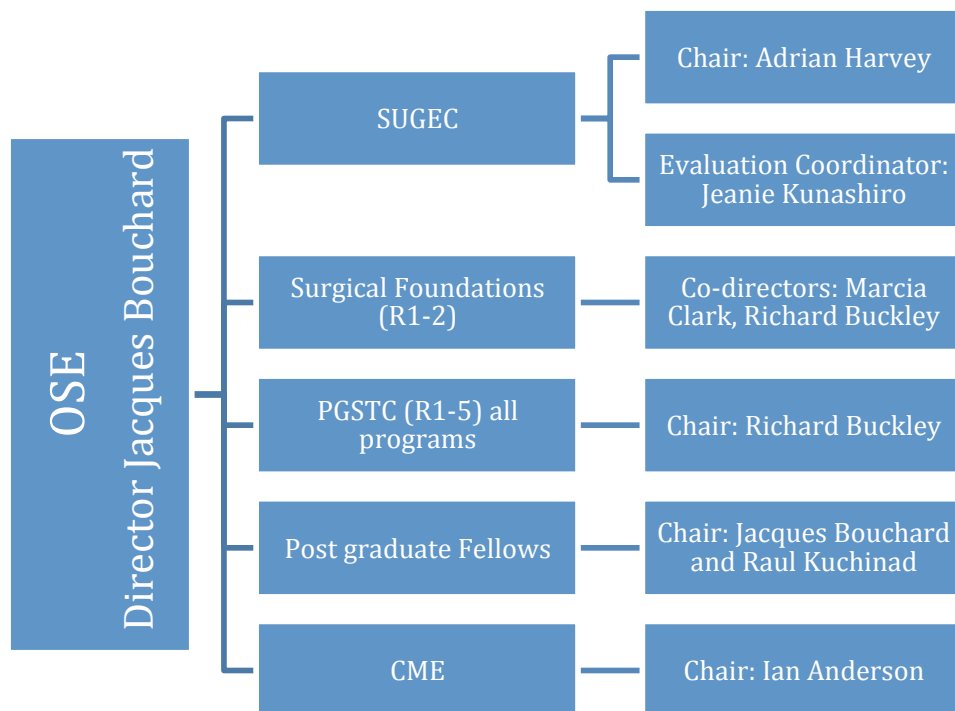 OSE
Director Jacques Bouchard
SUGEC
Chair: Adrian Harvey
Evaluation Coordinator:
Jeanie Kunashiro
Surgical Foundations
(R1-2)
Co-directors: Marcia
Clark, Richard Buckley
PGSTC (R1-5) all
programs
Chair: Richard Buckley
Post graduate Fellows
Chair: Jacques Bouchard
and Raul Kuchinad
CME
Chair: Ian Anderson